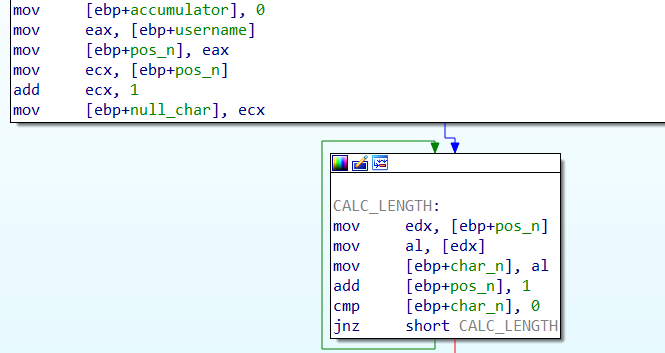 mov [ebp+accumulator], 0
mov eax, [ebp+username]
mov [ebp+pos_n], eax
mov ecx, [ebp+pos_n]
add ecx, 1
mov [ebp+null_char], ecx
CALC_LENGTH:
mov edx, [ebp+pos_n]
mov al, [edx]
mov [ebp+char_n], al
add [ebp+pos_n], 1
cmp [ebp+char_n], 0
jnz short CALC_LENGTH